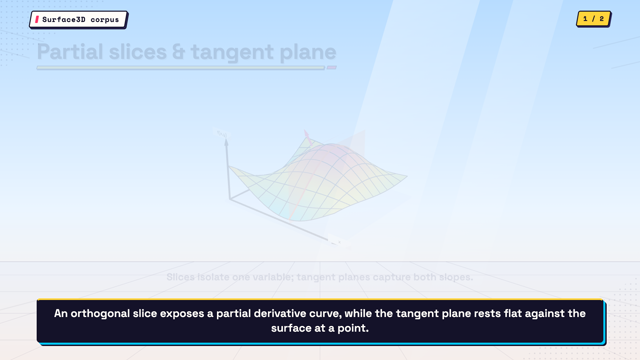 Surface3D corpus
1 / 2
Partial slices & tangent plane
Slices isolate one variable; tangent planes capture both slopes.
An orthogonal slice exposes a partial derivative curve, while the tangent plane rests flat against the
surface at a point.